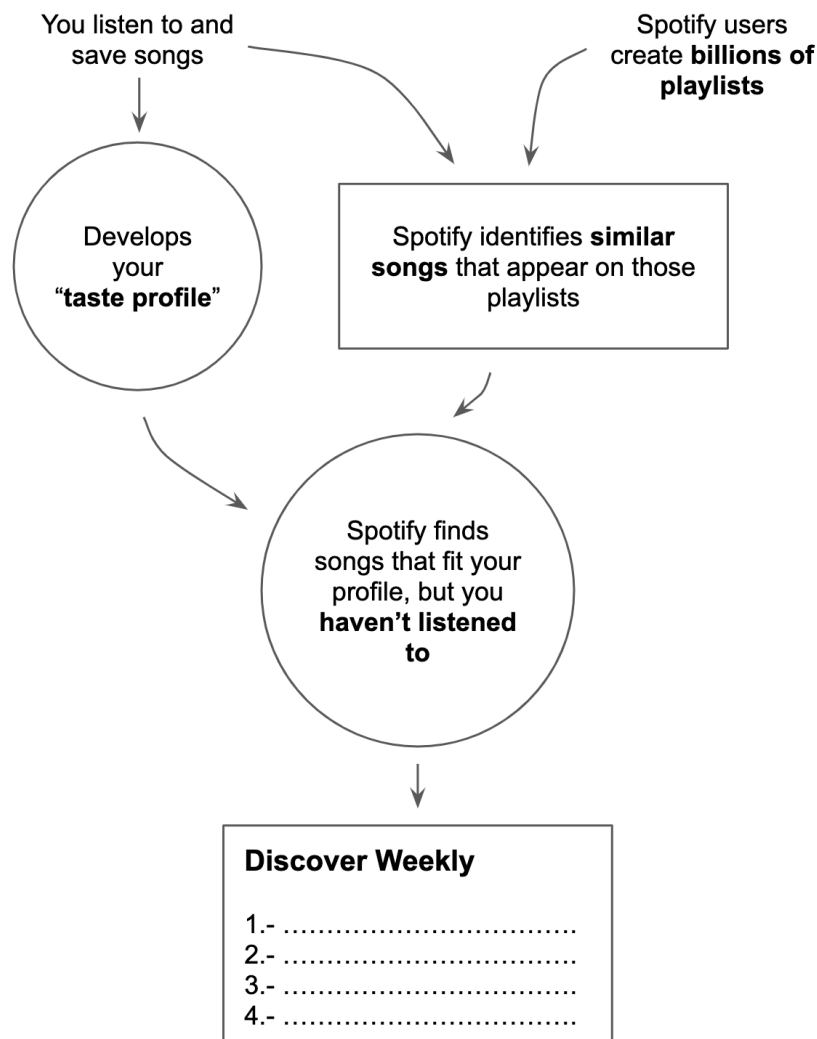 You listen to and
save songs
Spotify users
create billions of
playlists
Develops
your
“taste profile”
Spotify identifies similar
songs that appear on those
playlists
Spotify finds
songs that fit your
profile, but you
haven’t listened
to
Discover Weekly
1.- ..................................
2.- ..................................
3.- ..................................
4.- ..................................